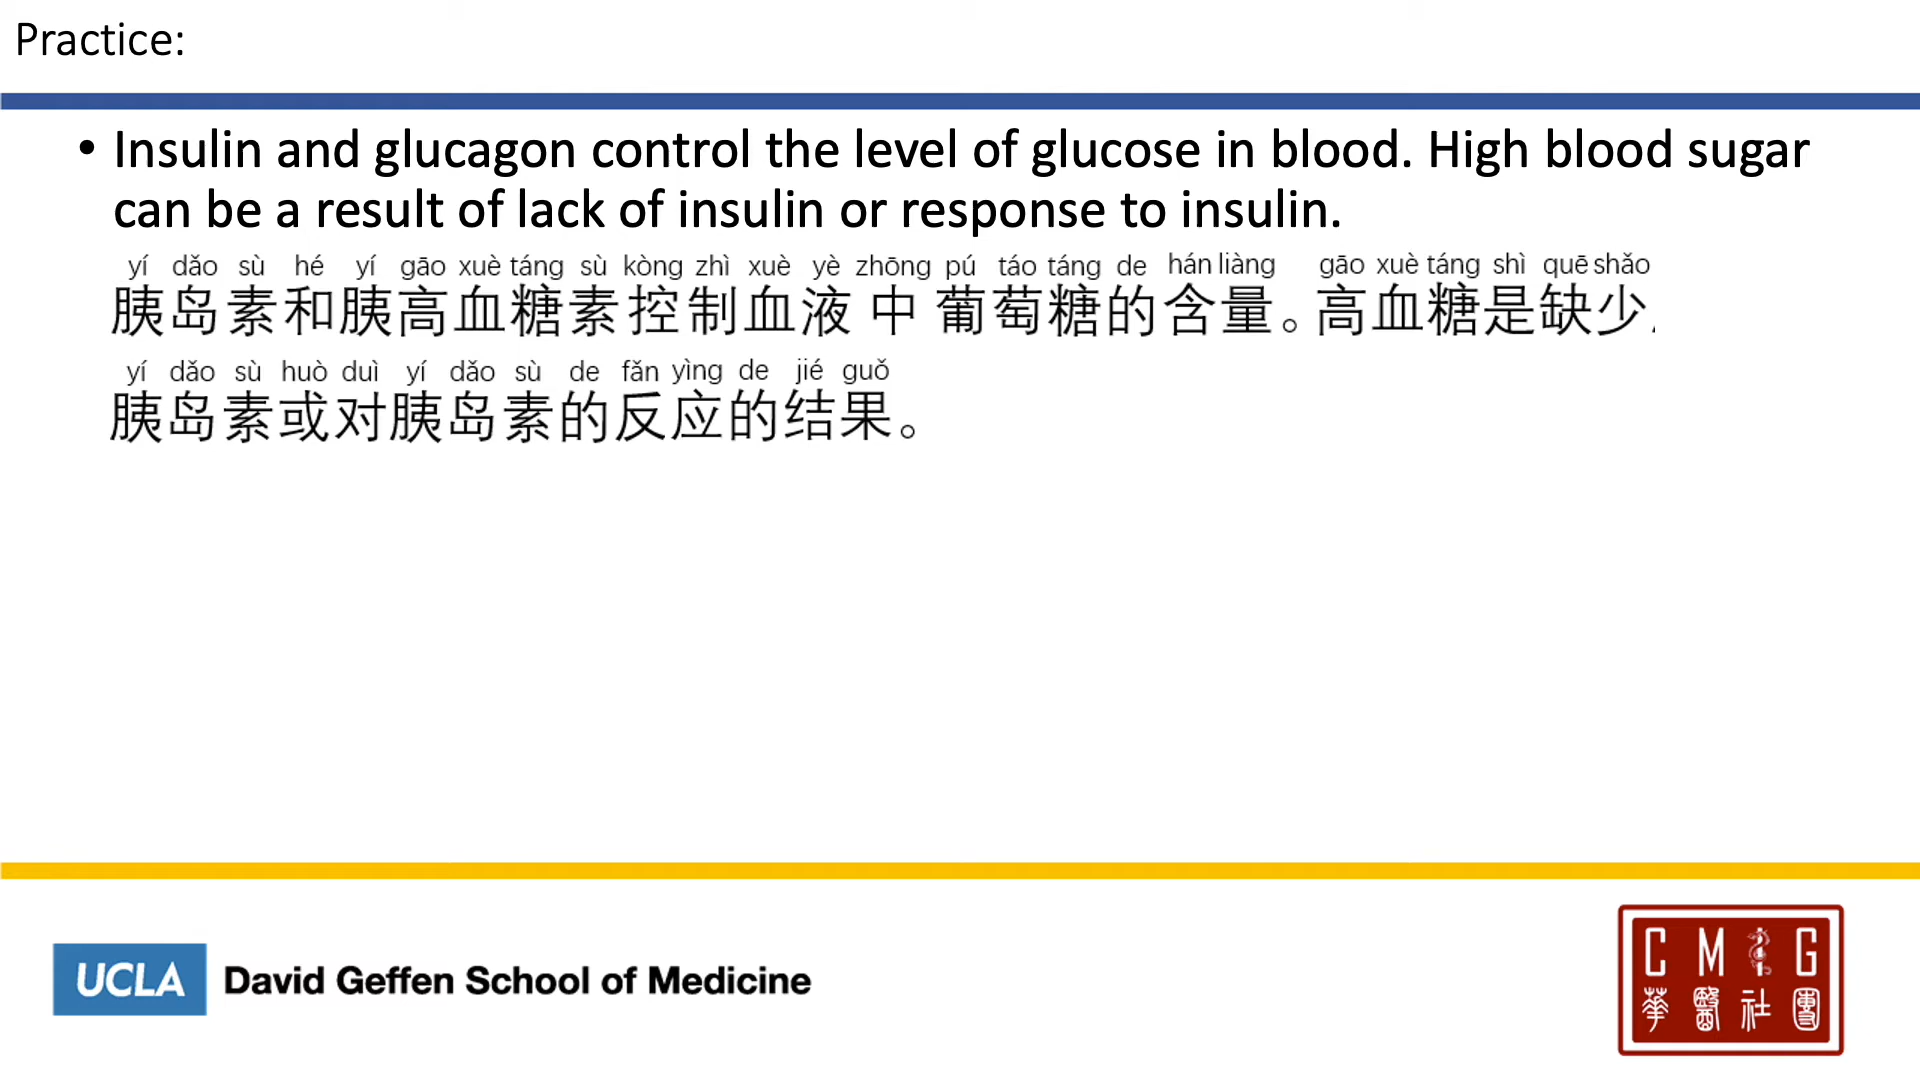 Practice:
• Insulin and glucagon control the level of glucose in blood. High blood sugar
can be a result of lack of insulin or response to insulin.
yí dǎo sù hé yí gāo xuè táng sù kòng zhì xuè yè zhōng pú táo táng de hán liàng gāo xuè táng shì quē shǎo
胰岛素和胰高血糖素控制血液中葡萄糖的含量。高血糖是缺少
yí dǎo sù huò duì yí dǎo sù de fǎn yìng de jié guǒ
胰岛素或对胰岛素的反应的结果。
UCLA David Geffen School of Medicine
C M G
華醫社團